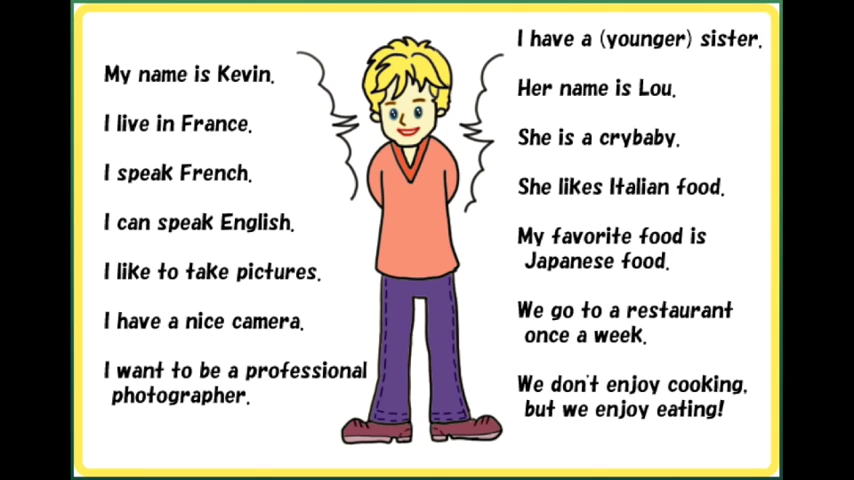 My name is Kevin.
I live in France.
I speak French.
I can speak English.
I like to take pictures.
I have a nice camera.
I want to be a professional
photographer.
I have a (younger) sister.
Her name is Lou.
She is a crybaby.
She likes Italian food.
My favorite food is
Japanese food.
We go to a restaurant
once a week.
We don't enjoy cooking,
but we enjoy eating!